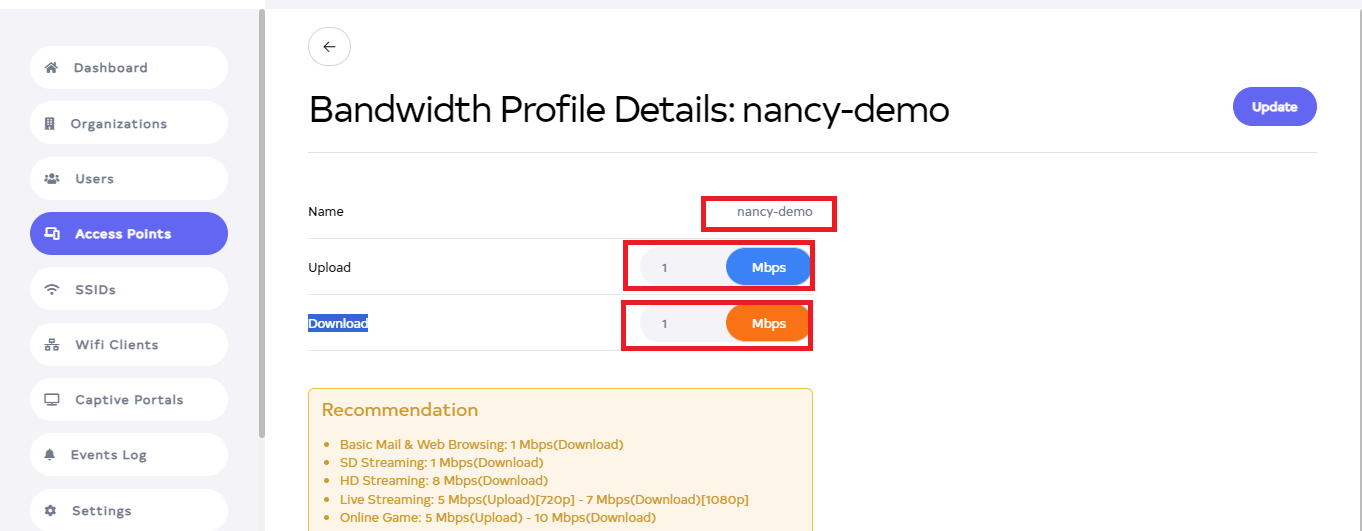 Dashboard
Organizations
Users
Access Points
SSIDs
Wifi Clients
Captive Portals
Events Log
Settings
Bandwidth Profile Details: nancy-demo
Update
Name nancy-demo
Upload 1 Mbps
Download 1 Mbps
Recommendation
• Basic Mail & Web Browsing: 1 Mbps(Download)
• SD Streaming: 1 Mbps(Download)
• HD Streaming: 8 Mbps(Download)
• Live Streaming: 5 Mbps(Upload)[720p] - 7 Mbps(Download)[1080p]
• Online Game: 5 Mbps(Upload) - 10 Mbps(Download)